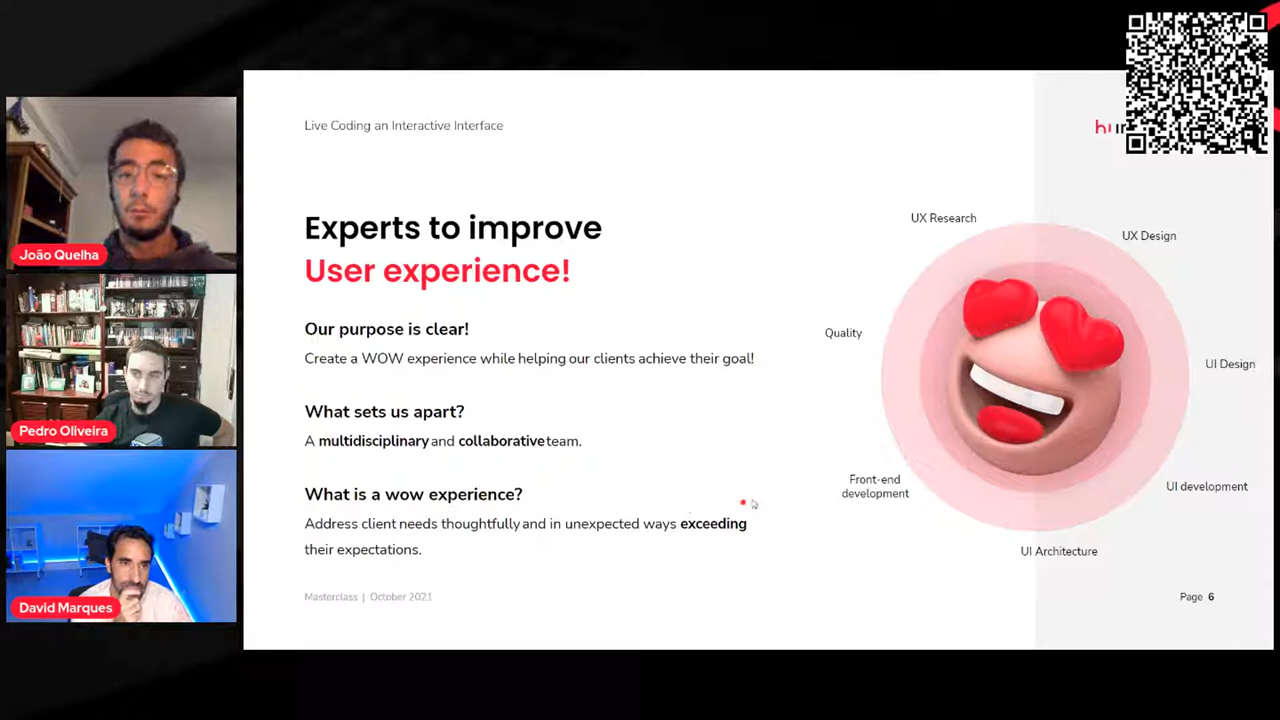 Live Coding an Interactive Interface
João Quelha
Pedro Oliveira
David Marques
Experts to improve
User experience!
Our purpose is clear!
Create a WOW experience while helping our clients achieve their goal!
What sets us apart?
A multidisciplinary and collaborative team.
What is a wow experience?
Address client needs thoughtfully and in unexpected ways exceeding
their expectations.
UX Research
UX Design
Quality
UI Design
Front-end
development
UI development
UI Architecture
Masterclass | October 2021
Page 6